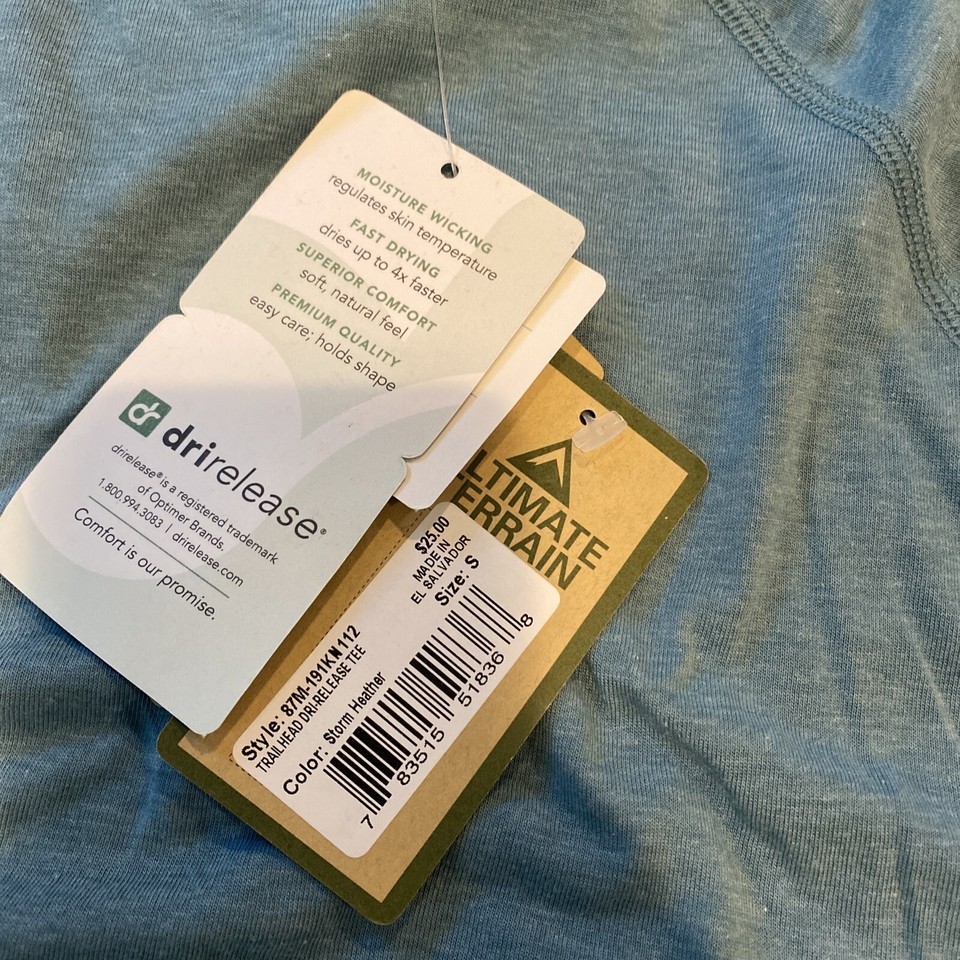 MOISTURE WICKING
regulates skin temperature
FAST DRYING
dries up to 4x faster
SUPERIOR COMFORT
soft, natural feel
PREMIUM QUALITY
easy care; holds shape
dr drirelease®
drirelease® is a registered trademark
of Optimer Brands,
1.800.994.3083 | drirelease.com
Comfort is our promise.
ULTIMATE
TERRAIN
$25.00
MADE IN
EL SALVADOR
Size: S
Style: 87M-191KM112
TRAILHEAD DRI-RELEASE TEE
Color: Storm Heather
7 83515 51836 8